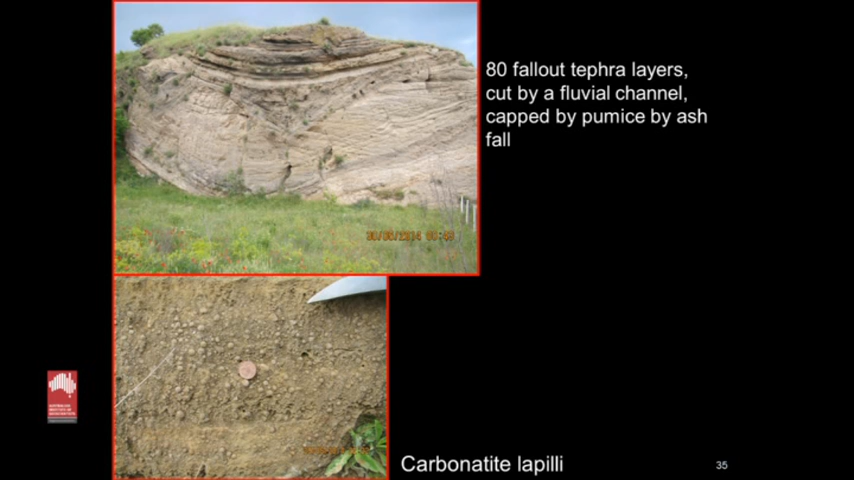 80 fallout tephra layers,
cut by a fluvial channel,
capped by pumice by ash
fall
Carbonatite lapilli
35